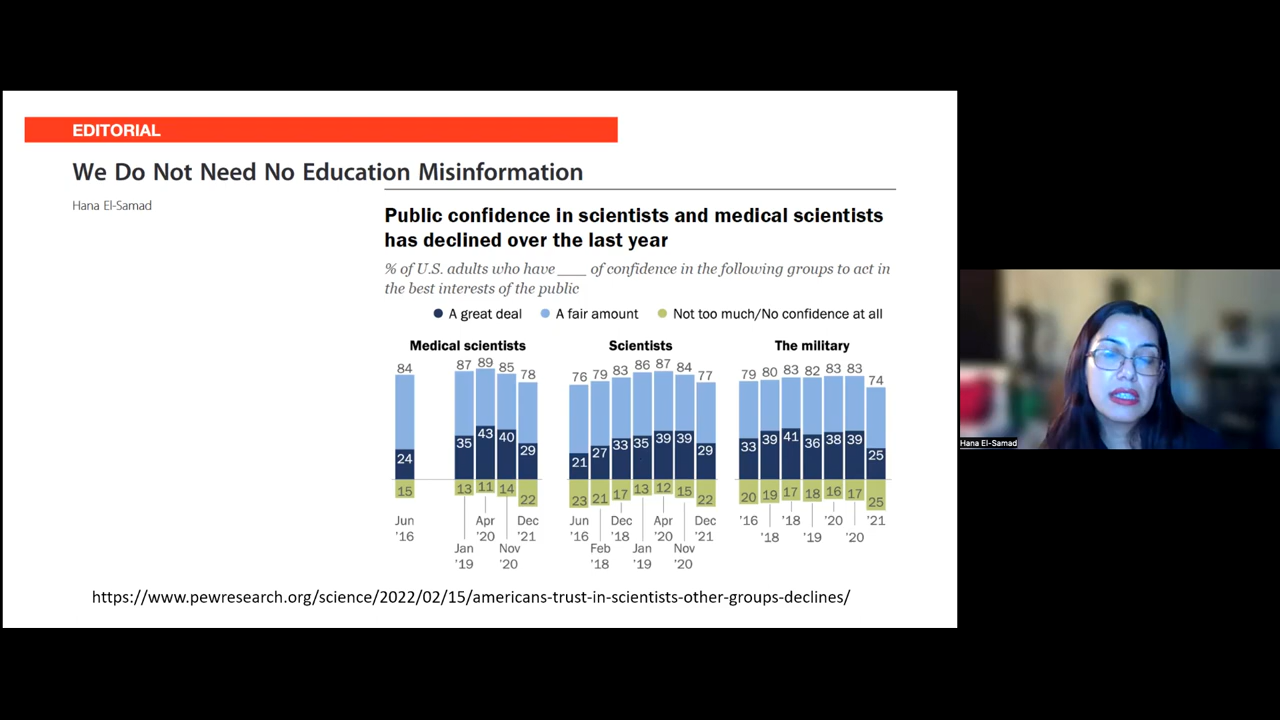 EDITORIAL
We Do Not Need No Education Misinformation
Hana El-Samad
Public confidence in scientists and medical scientists
has declined over the last year
% of U.S. adults who have ___ of confidence in the following groups to act in
the best interests of the public
A great deal A fair amount Not too much/No confidence at all
Medical scientists Scientists The military
84 87 89 85 78 76 79 83 86 87 84 77 79 80 83 82 83 83 74
24 35 43 40 29 21 27 33 35 39 39 29 33 39 41 36 38 39 25
15 13 11 14 22 23 21 17 13 12 15 22 20 19 17 18 16 17 25
Jun Apr Dec Jun Dec Apr Dec '16 '18 '20 '21
'16 '20 '21 '16 '18 '20 '21 '18 '19 '20
Jan Nov Feb Jan Nov
'19 '20 '18 '19 '20
https://www.pewresearch.org/science/2022/02/15/americans-trust-in-scientists-other-groups-declines/
Hana El-Samad